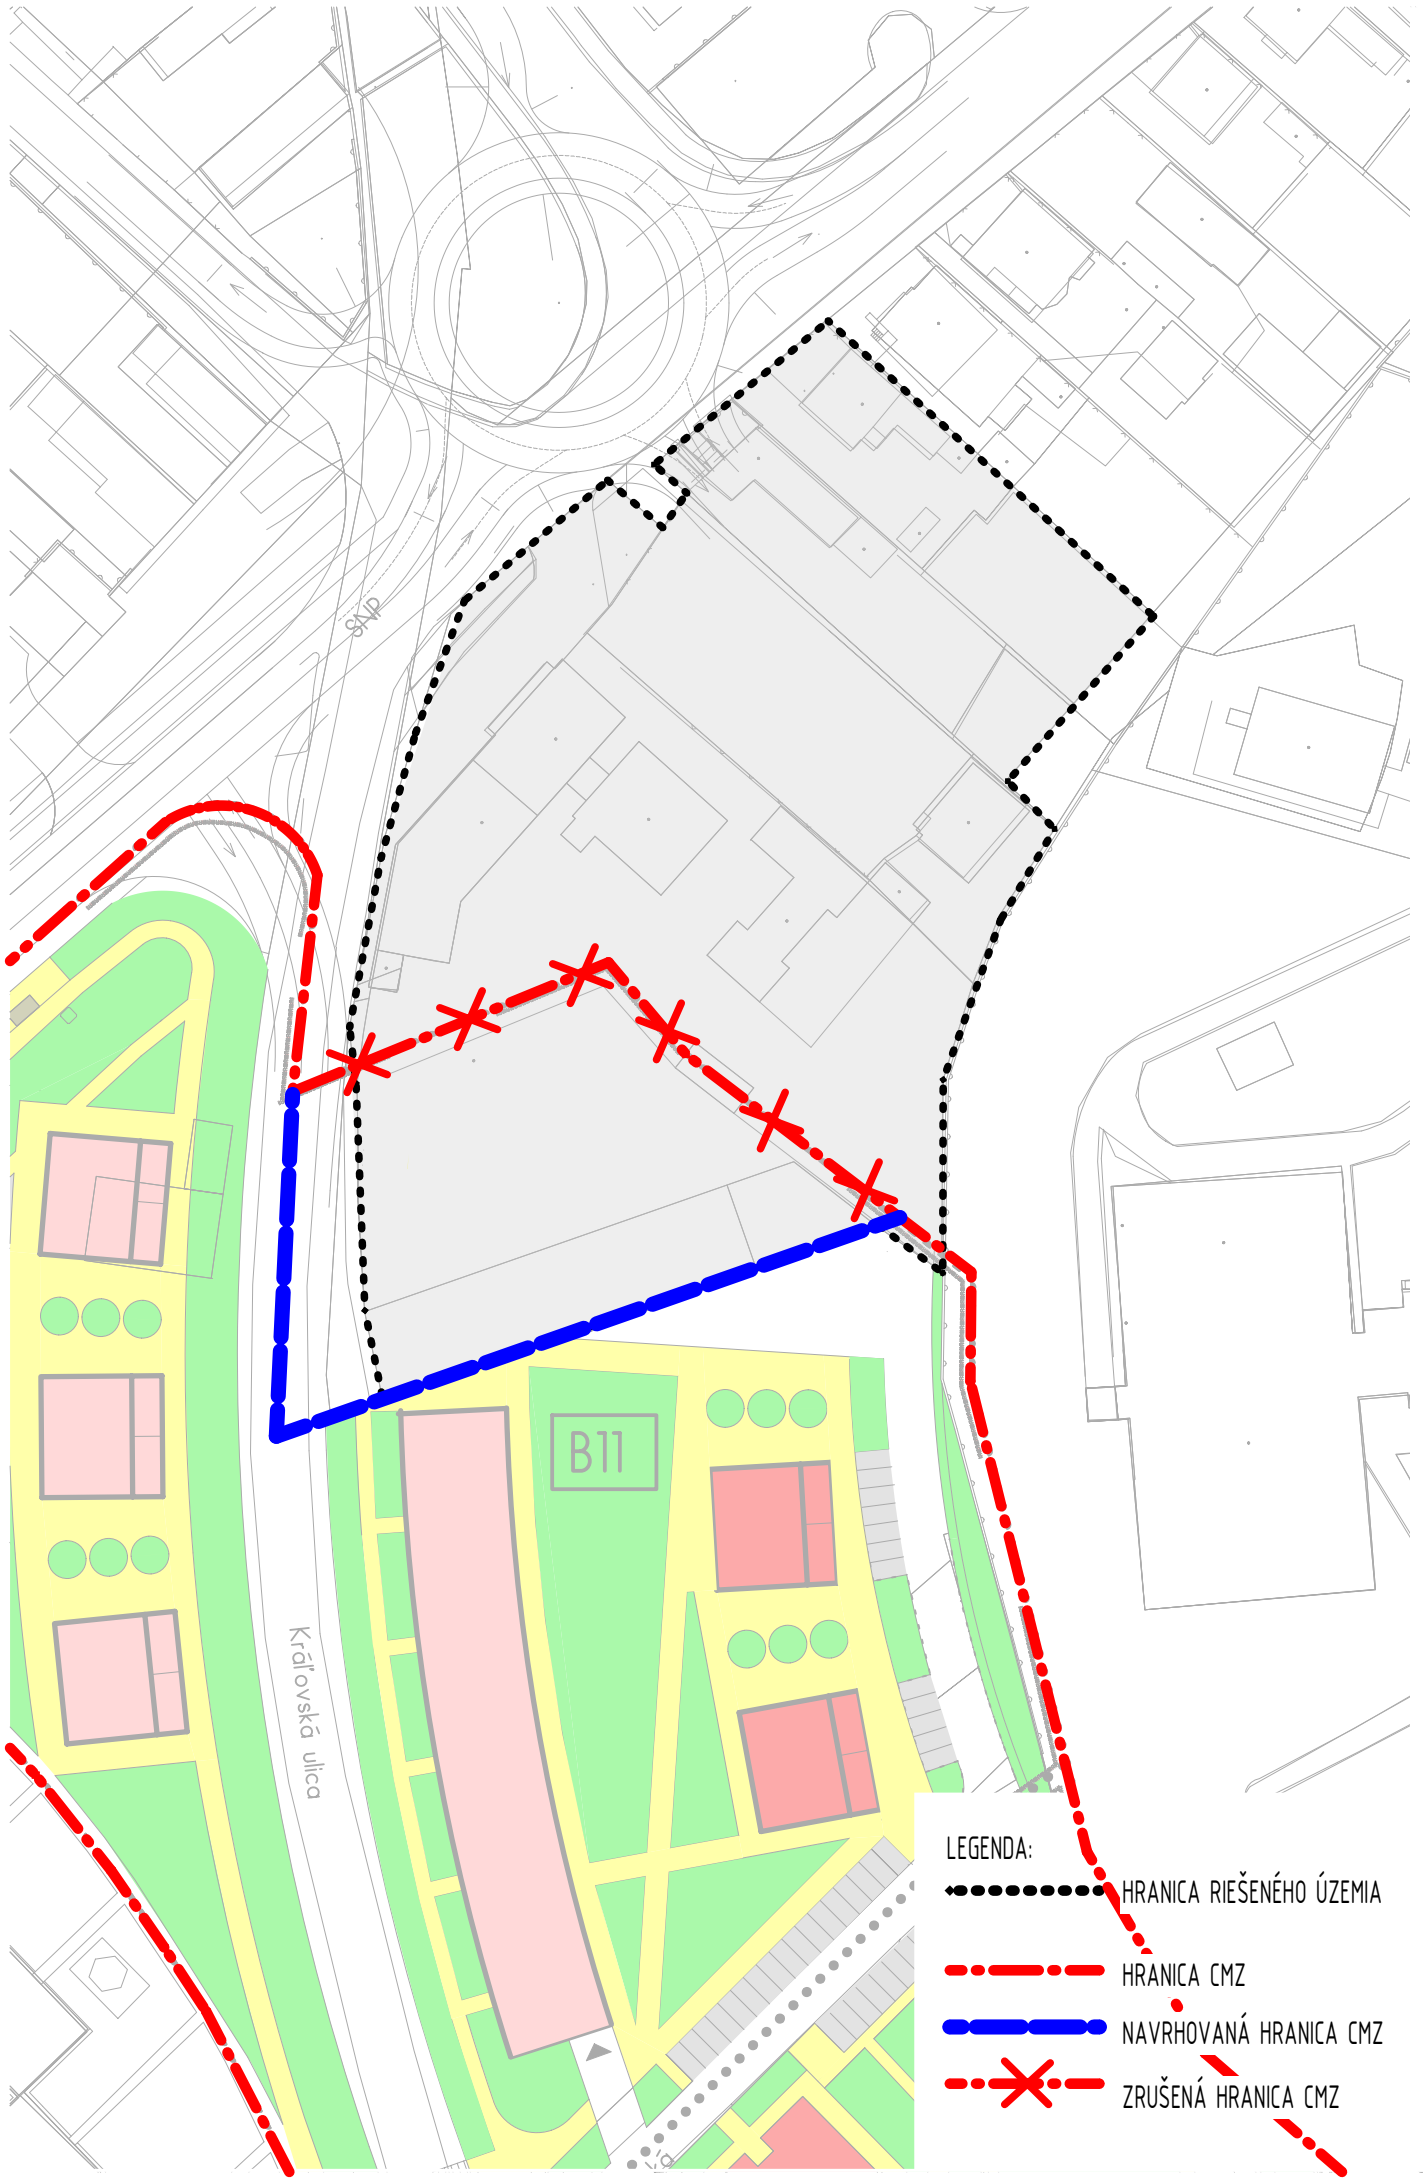 SNP
B11
Kráľovská ulica
LEGENDA:
HRANICA RIEŠENÉHO ÚZEMIA
HRANICA CMZ
NAVRHOVANÁ HRANICA CMZ
ZRUŠENÁ HRANICA CMZ